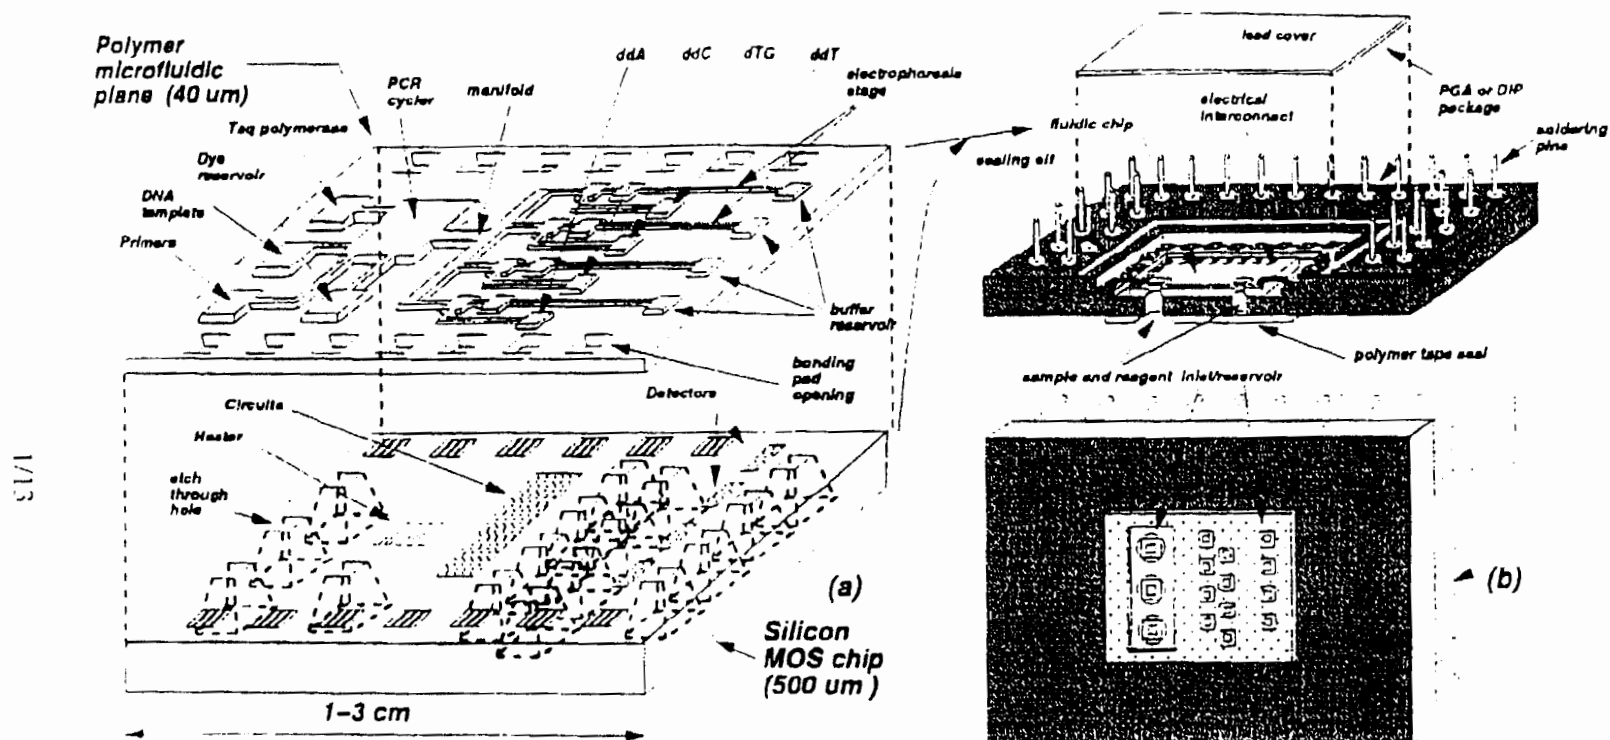 Polymer
microfluidic
plane (40 um)
PCR
cycler
manifold
ddA
ddC
dTG
ddT
electrophoresis
stage
Taq polymerase
Dye
reservoir
DNA
template
Primers
buffer
reservoir
bonding
pad
opening
Detectors
Circuits
Heater
etch
through
hole
(a)
Silicon
MOS chip
(500 um)
1-3 cm
lead cover
PGA or DIP
package
electrical
interconnect
fluidic chip
soldering
pins
polymer tape seal
sample and reagent inlet/reservoir
(b)
1/13